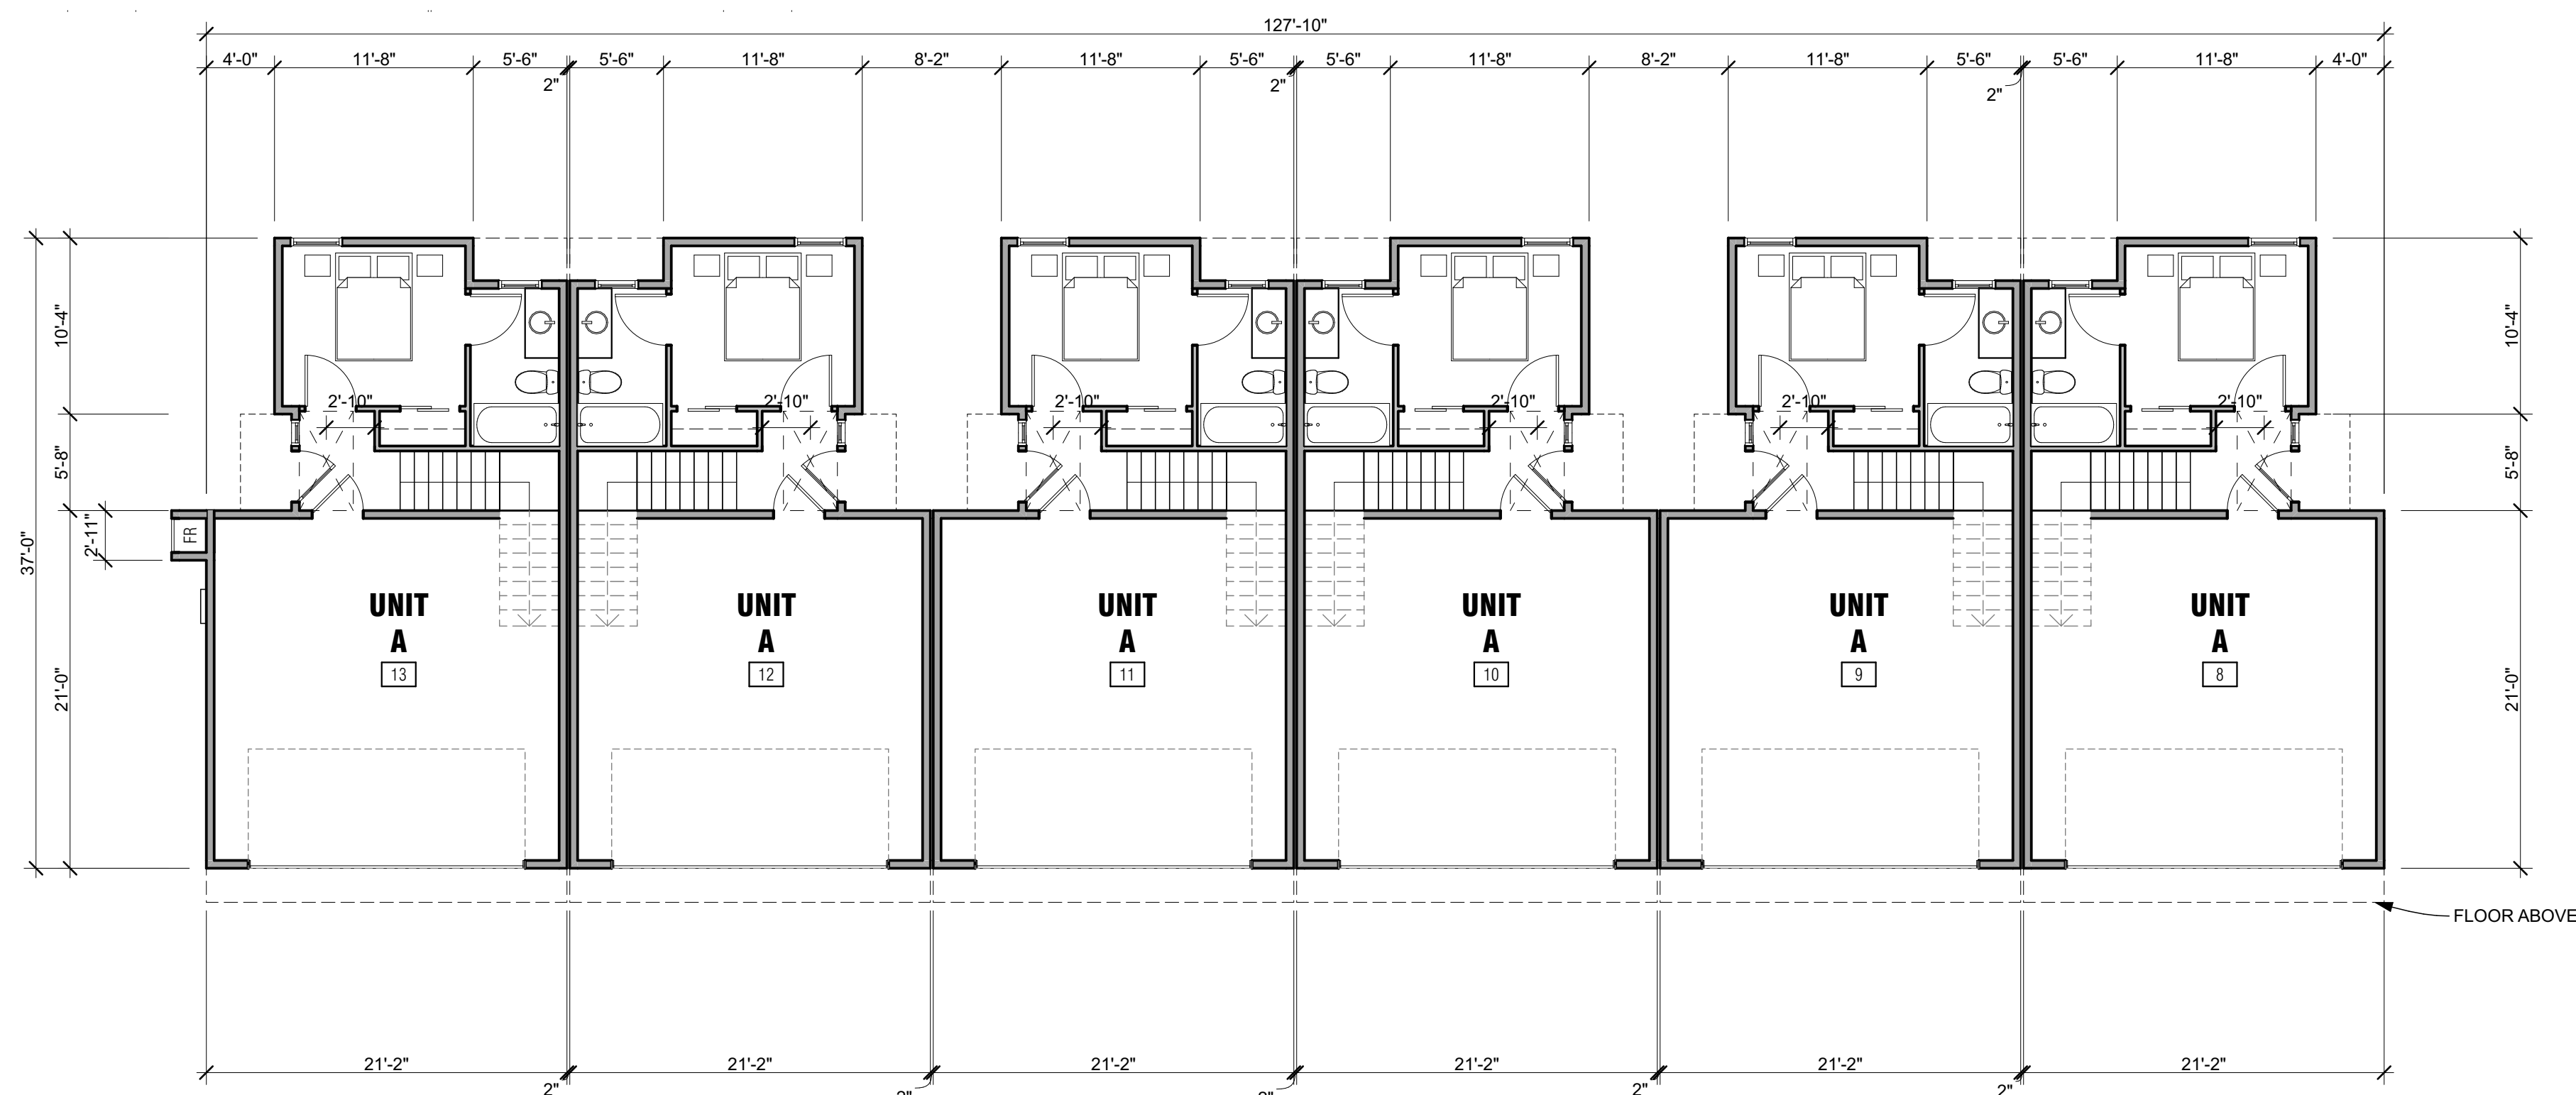 127'-10"
4'-0" 11'-8" 5'-6" 5'-6" 11'-8" 8'-2" 11'-8" 5'-6" 5'-6" 11'-8" 8'-2" 11'-8" 5'-6" 5'-6" 11'-8" 4'-0"
2" 2" 2"
10'-4" 10'-4"
2'-10" 2'-10" 2'-10" 2'-10" 2'-10" 2'-10"
5'-8" 5'-8"
37'-0" 2'-11" FR
UNIT UNIT UNIT UNIT UNIT UNIT
A A A A A A
13 12 11 10 9 8
21'-0" 21'-0"
FLOOR ABOVE
21'-2" 21'-2" 21'-2" 21'-2" 21'-2" 21'-2"
2" 2" 2" 2" 2"